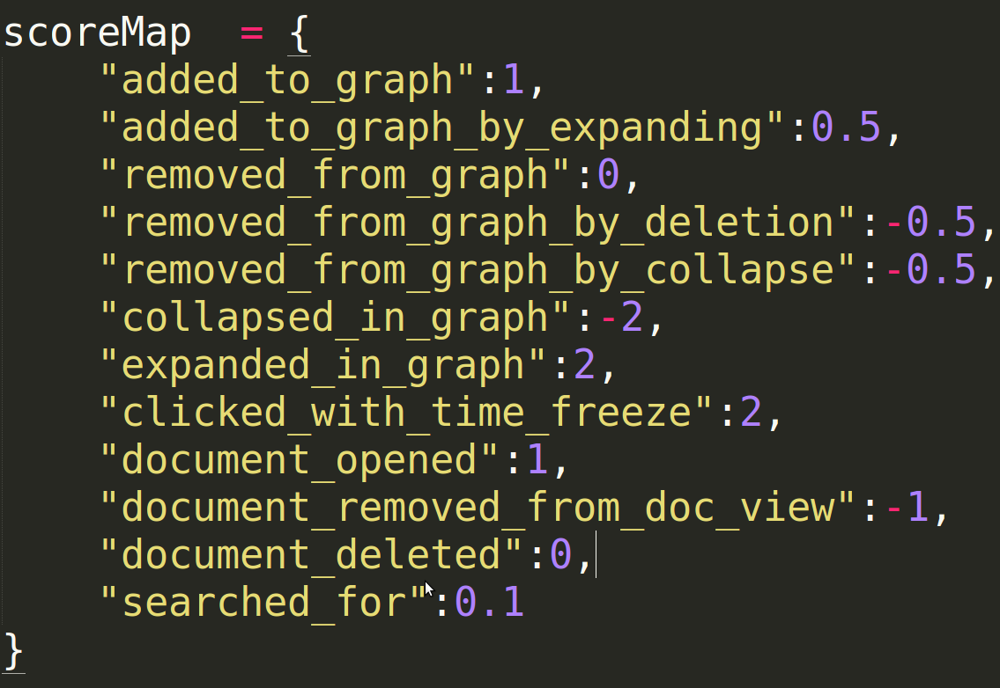 scoreMap  = {
    "added_to_graph":1,
    "added_to_graph_by_expanding":0.5,
    "removed_from_graph":0,
    "removed_from_graph_by_deletion":-0.5,
    "removed_from_graph_by_collapse":-0.5,
    "collapsed_in_graph":-2,
    "expanded_in_graph":2,
    "clicked_with_time_freeze":2,
    "document_opened":1,
    "document_removed_from_doc_view":-1,
    "document_deleted":0,
    "searched_for":0.1
}